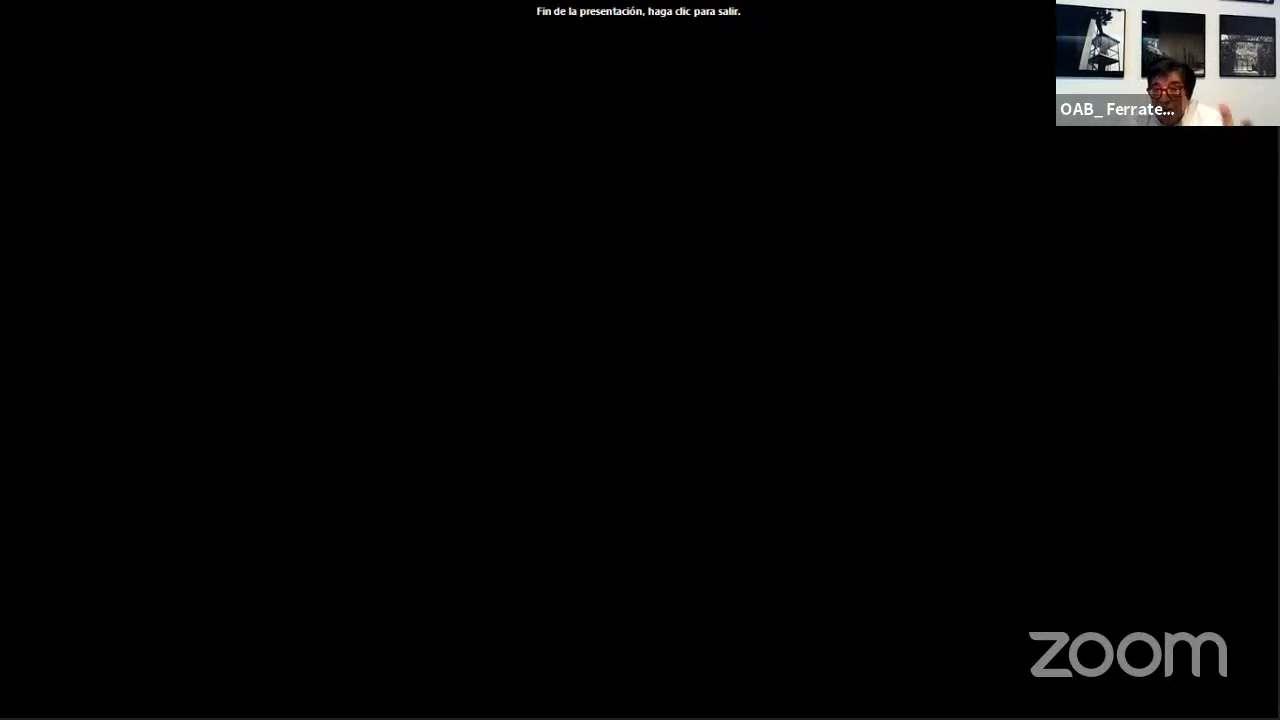 Fin de la presentación, haga clic para salir.
OAB_ Ferrate...
zoom